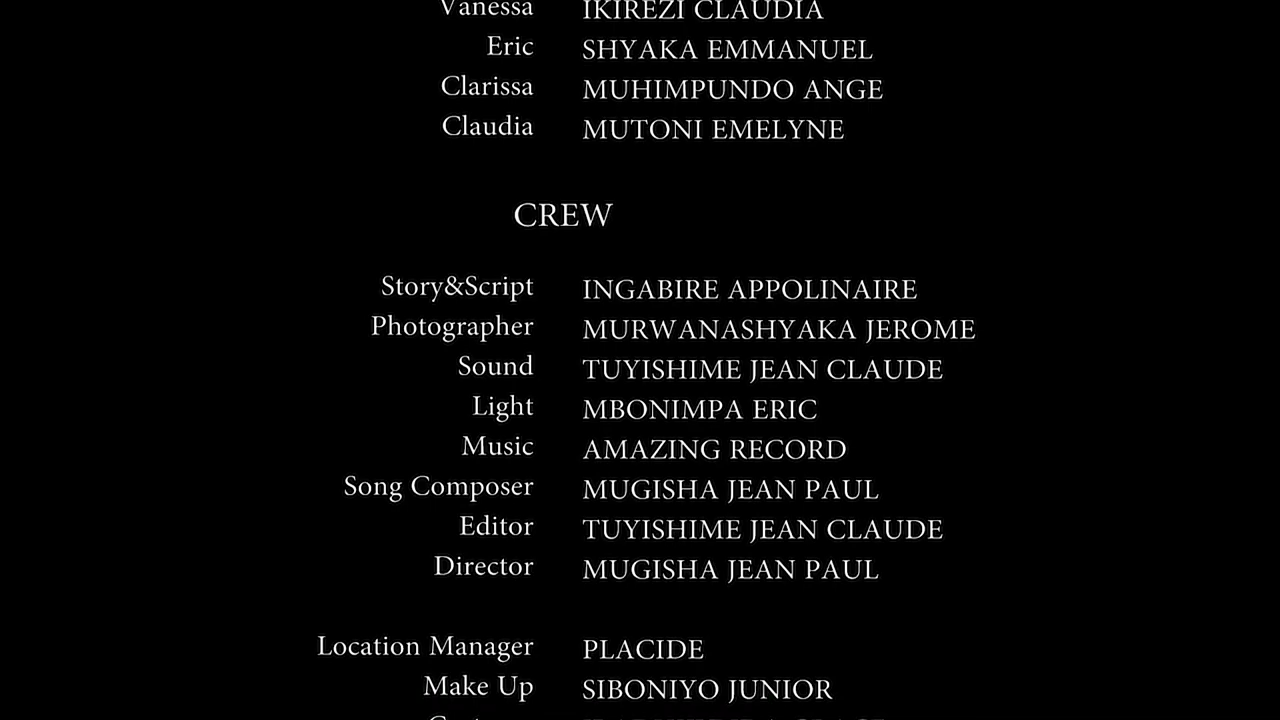 Vanessa IKIREZI CLAUDIA
Eric SHYAKA EMMANUEL
Clarissa MUHIMPUNDO ANGE
Claudia MUTONI EMELYNE
CREW
Story&Script INGABIRE APPOLINAIRE
Photographer MURWANASHYAKA JEROME
Sound TUYISHIME JEAN CLAUDE
Light MBONIMPA ERIC
Music AMAZING RECORD
Song Composer MUGISHA JEAN PAUL
Editor TUYISHIME JEAN CLAUDE
Director MUGISHA JEAN PAUL
Location Manager PLACIDE
Make Up SIBONIYO JUNIOR